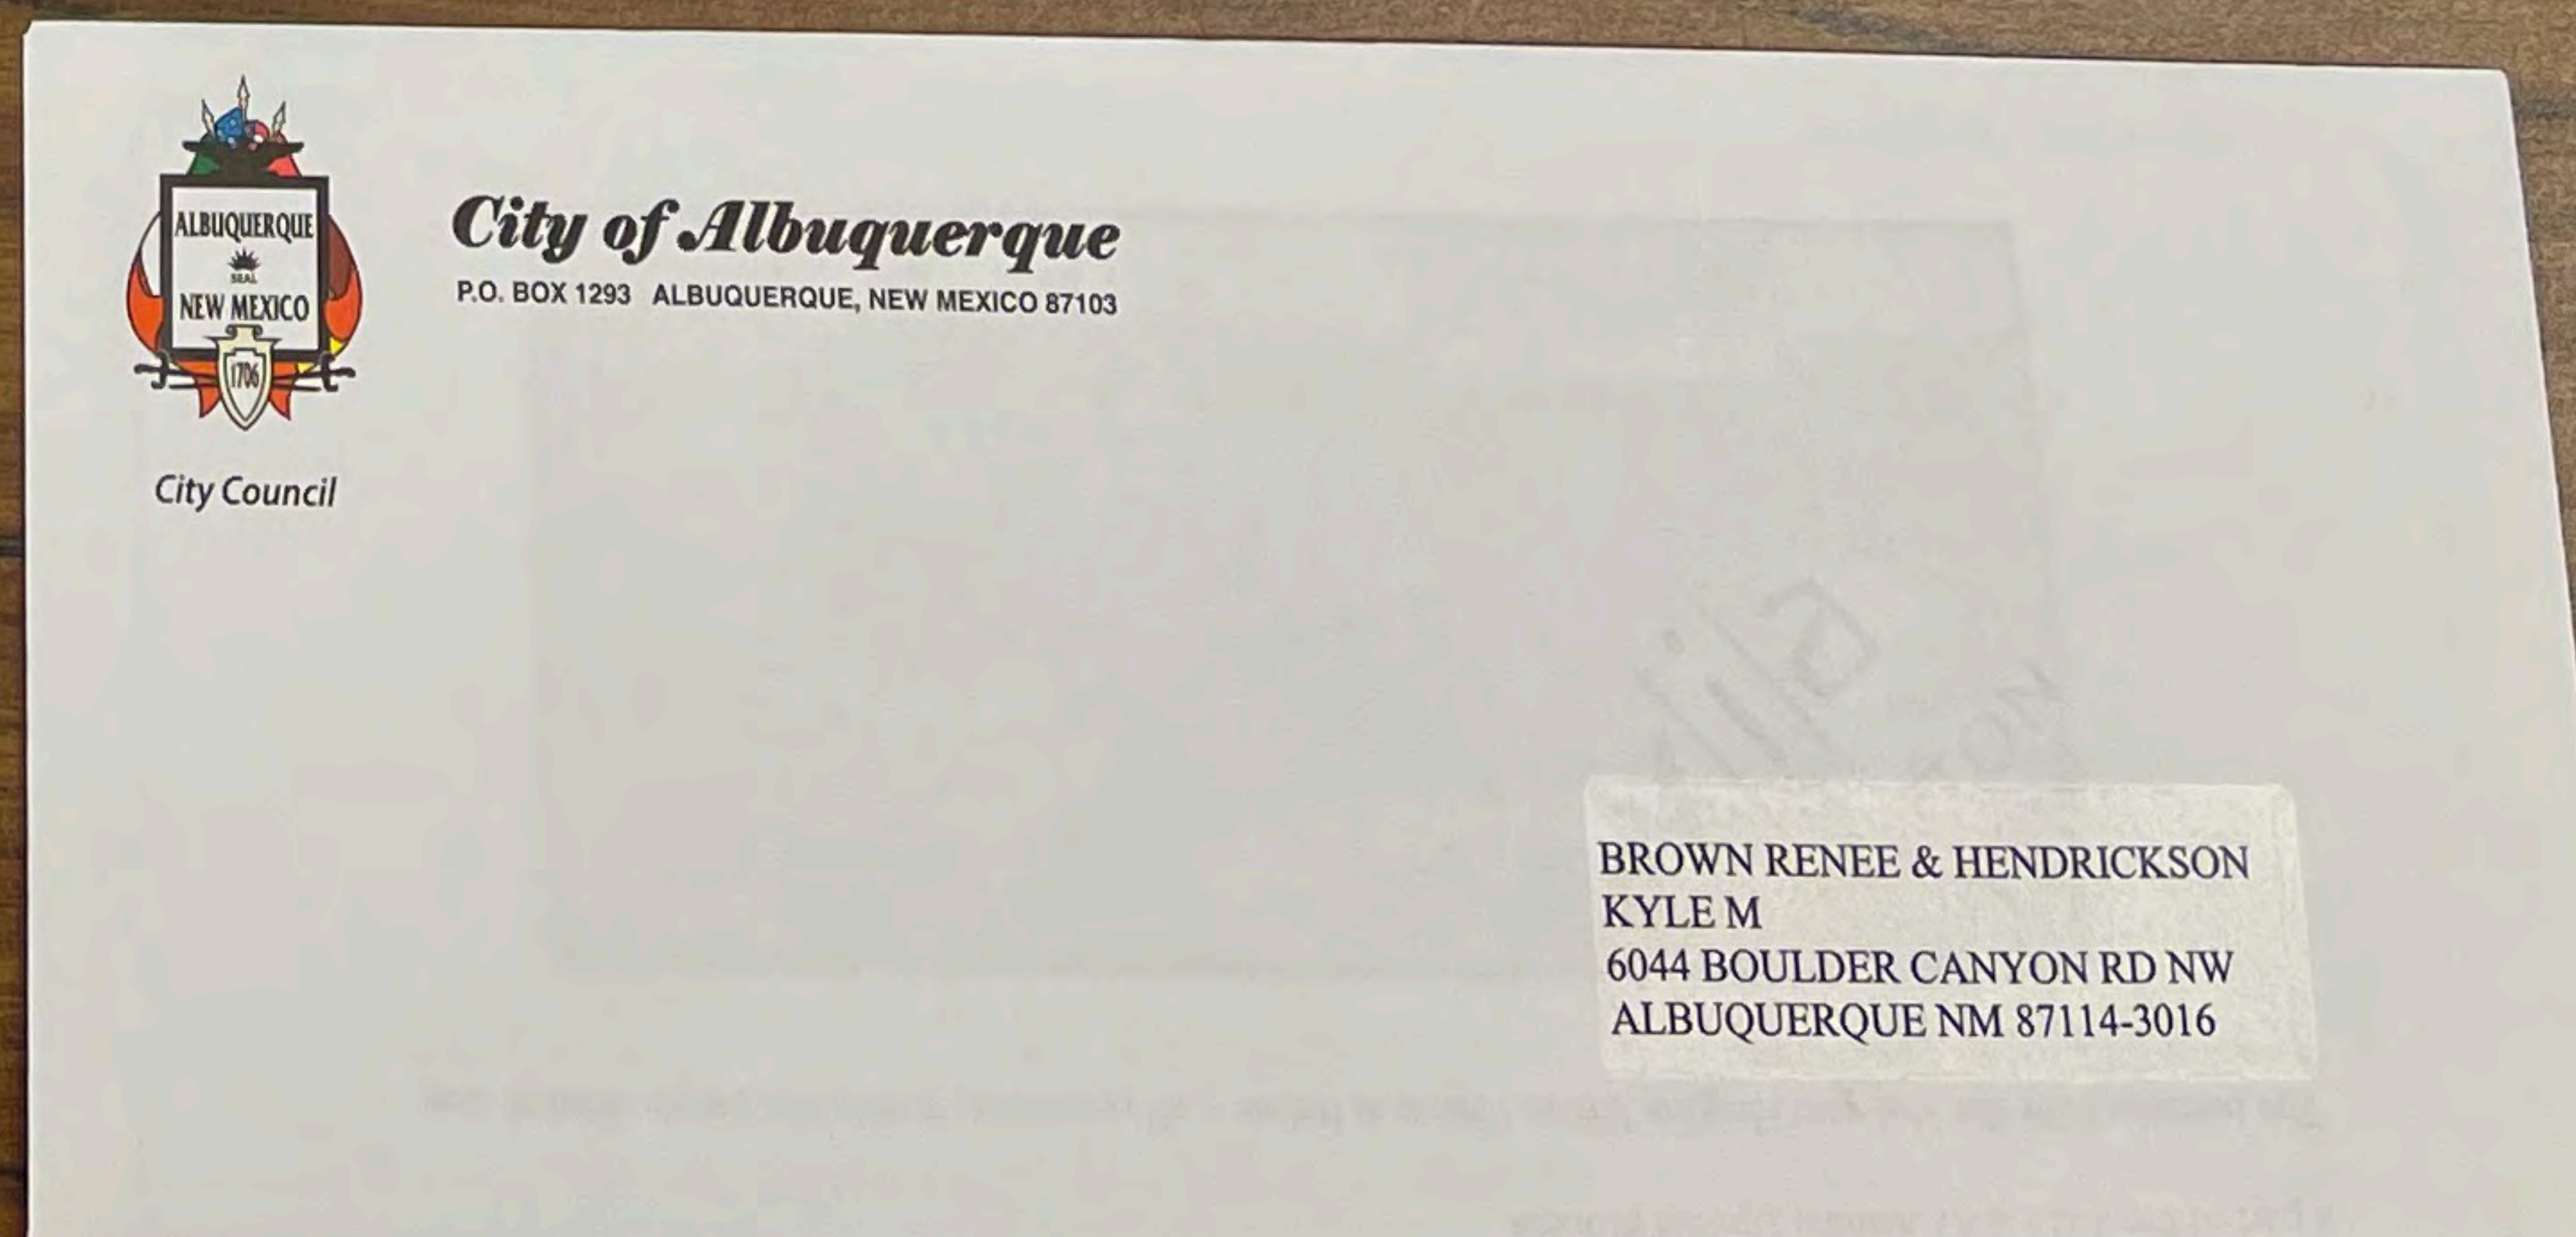 ALBUQUERQUE
SEAL
NEW MEXICO
1706
City Council
City of Albuquerque
P.O. BOX 1293 ALBUQUERQUE, NEW MEXICO 87103
BROWN RENEE & HENDRICKSON
KYLE M
6044 BOULDER CANYON RD NW
ALBUQUERQUE NM 87114-3016